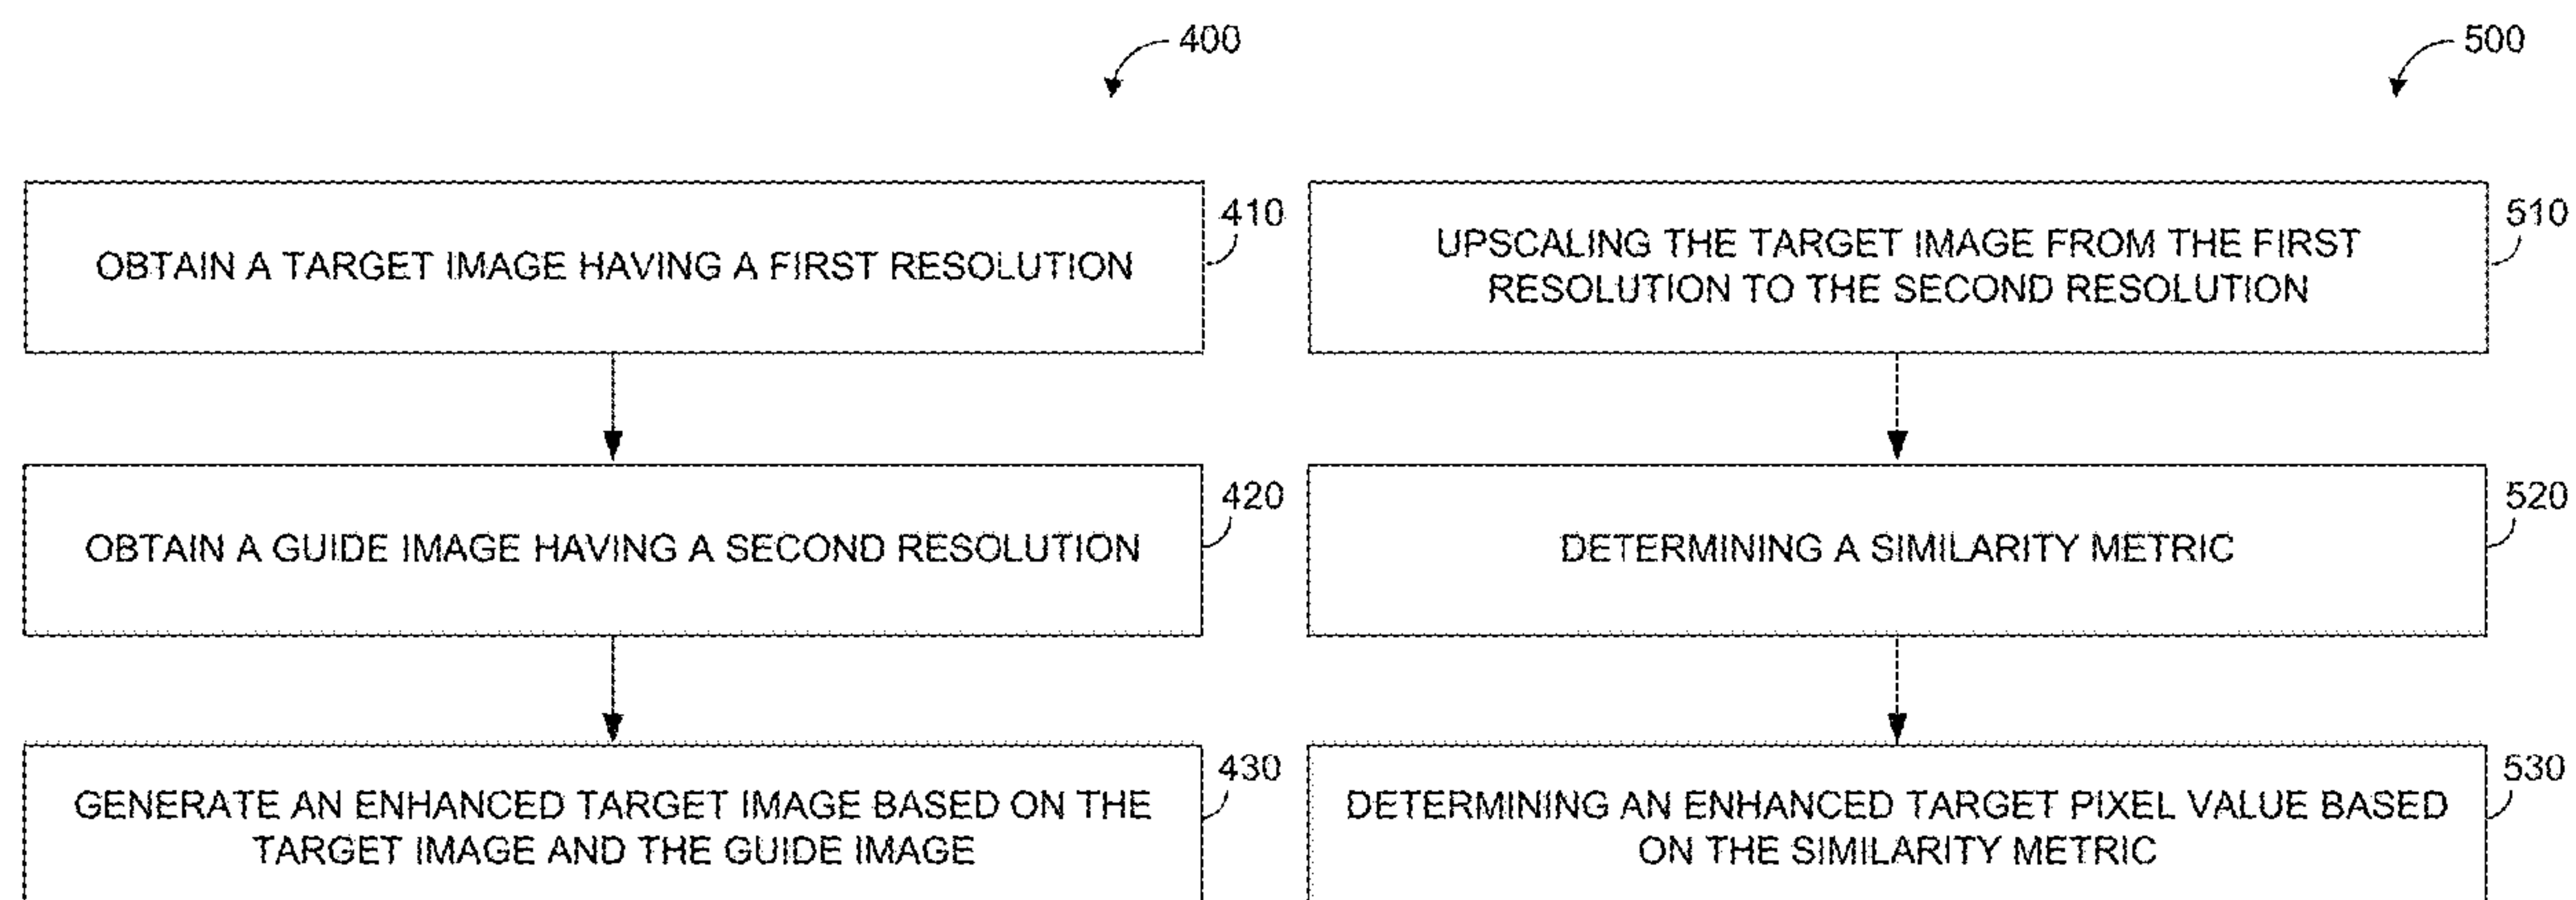 400
410
OBTAIN A TARGET IMAGE HAVING A FIRST RESOLUTION
420
OBTAIN A GUIDE IMAGE HAVING A SECOND RESOLUTION
430
GENERATE AN ENHANCED TARGET IMAGE BASED ON THE
TARGET IMAGE AND THE GUIDE IMAGE
500
510
UPSCALING THE TARGET IMAGE FROM THE FIRST
RESOLUTION TO THE SECOND RESOLUTION
520
DETERMINING A SIMILARITY METRIC
530
DETERMINING AN ENHANCED TARGET PIXEL VALUE BASED
ON THE SIMILARITY METRIC